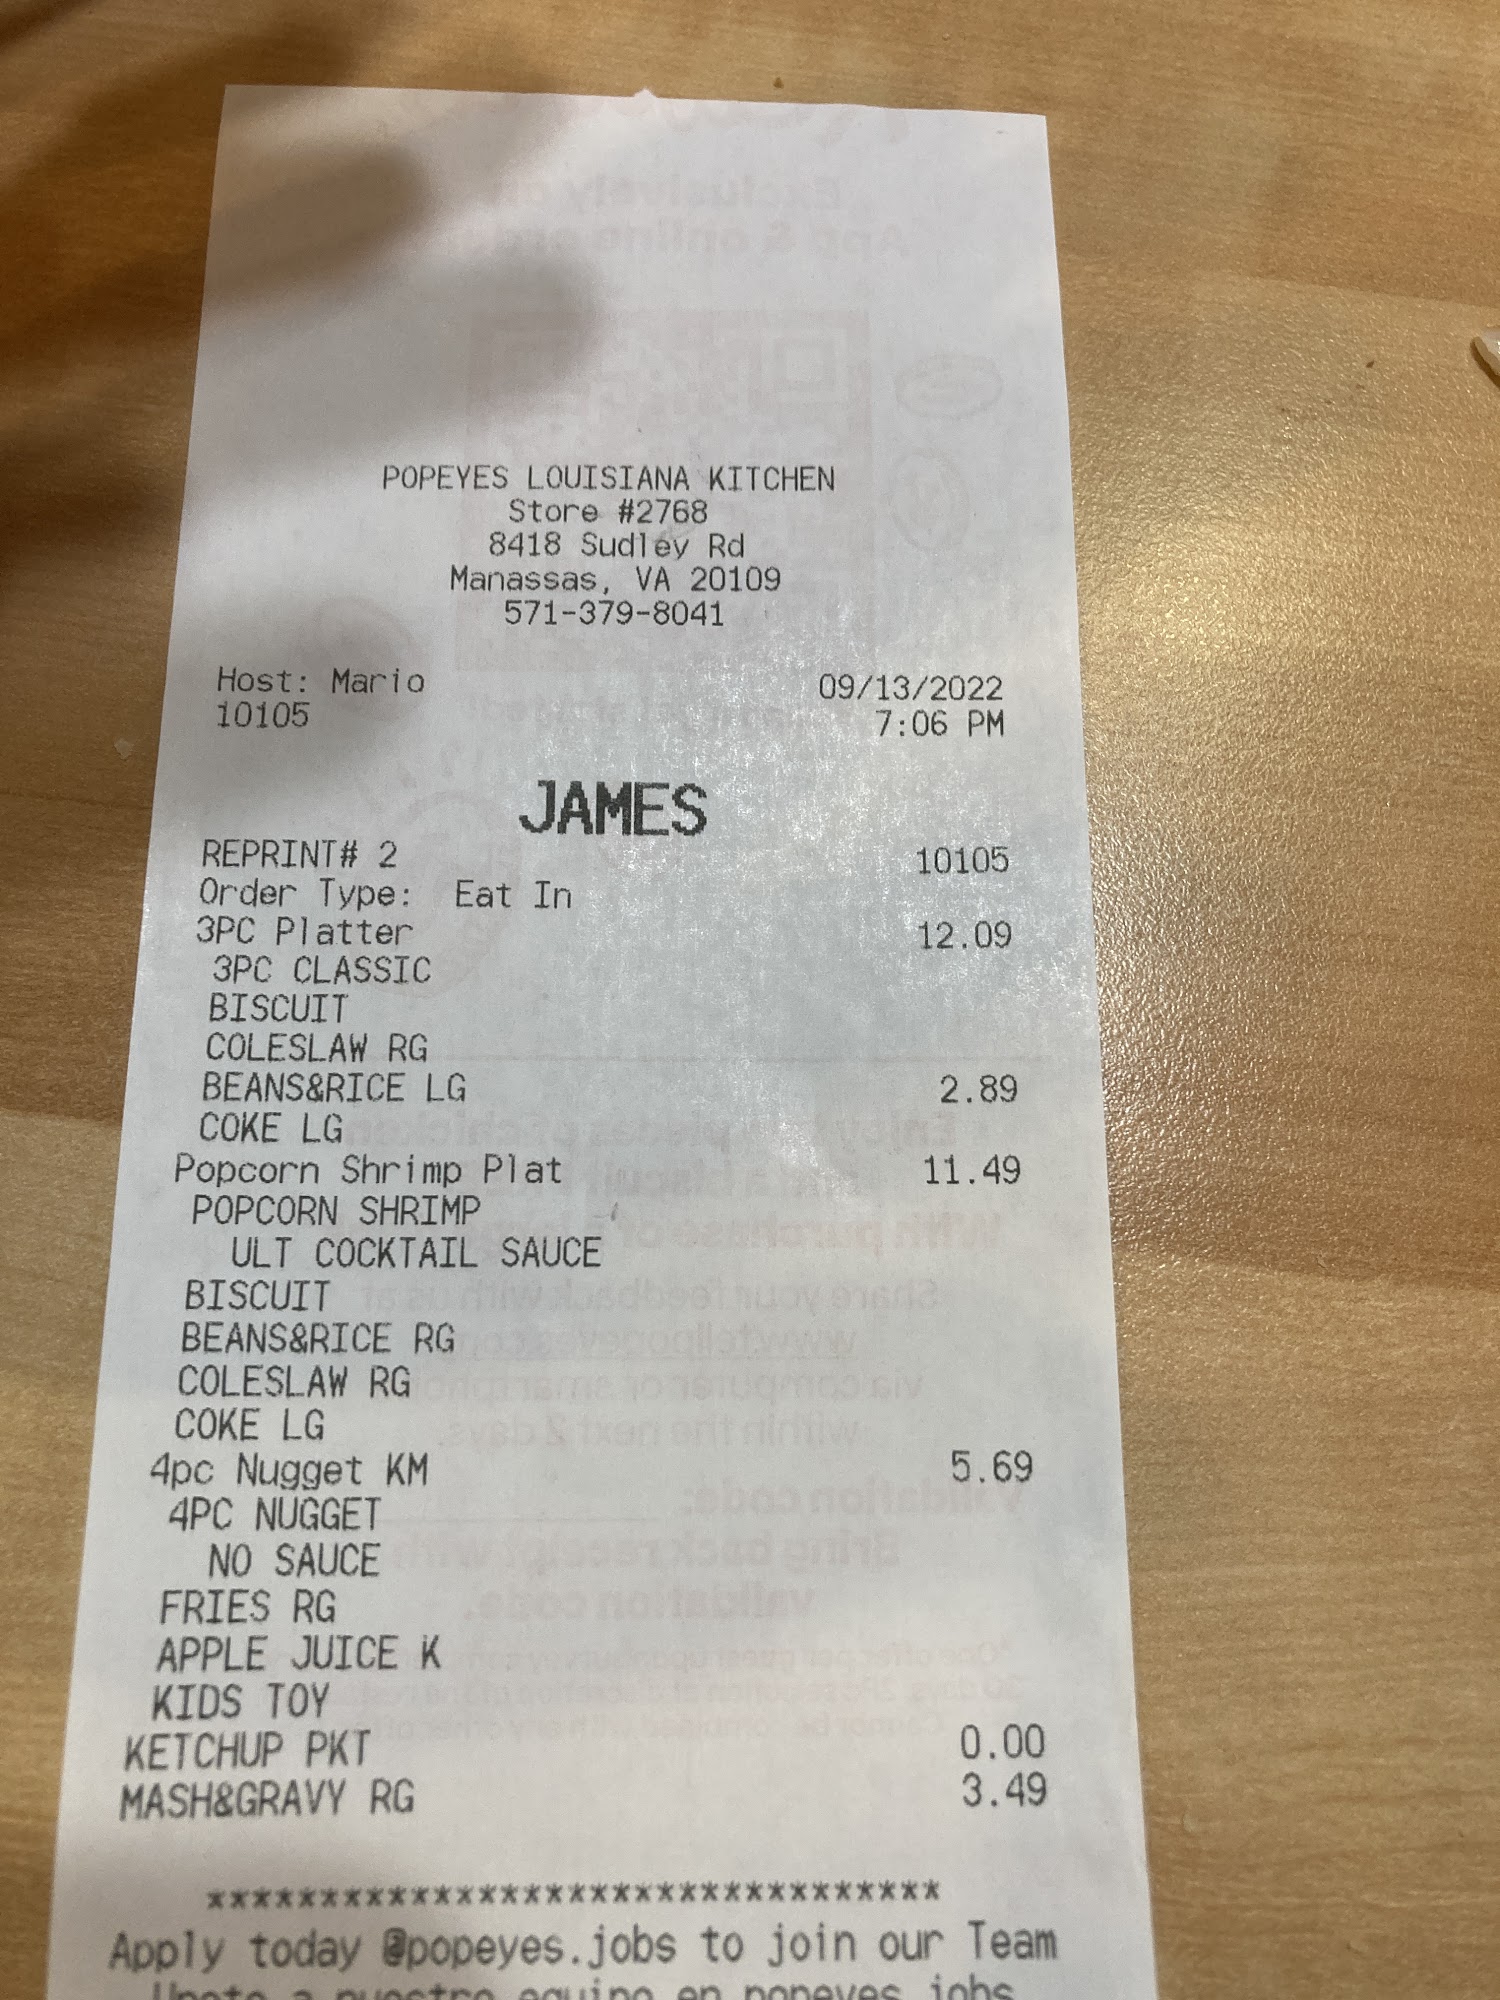 POPEYES LOUISIANA KITCHEN
Store #2768
8418 Sudley Rd
Manassas, VA 20109
571-379-8041
Host: Mario 09/13/2022
10105 7:06 PM
JAMES
REPRINT# 2 10105
Order Type: Eat In
3PC Platter 12.09
3PC CLASSIC
BISCUIT
COLESLAW RG
BEANS&RICE LG 2.89
COKE LG
Popcorn Shrimp Plat 11.49
POPCORN SHRIMP
ULT COCKTAIL SAUCE
BISCUIT
BEANS&RICE RG
COLESLAW RG
COKE LG
4pc Nugget KM 5.69
4PC NUGGET
NO SAUCE
FRIES RG
APPLE JUICE K
KIDS TOY
KETCHUP PKT 0.00
MASH&GRAVY RG 3.49
********************************
Apply today @popeyes.jobs to join our Team
a nuestro equipo en popeyes.jobs